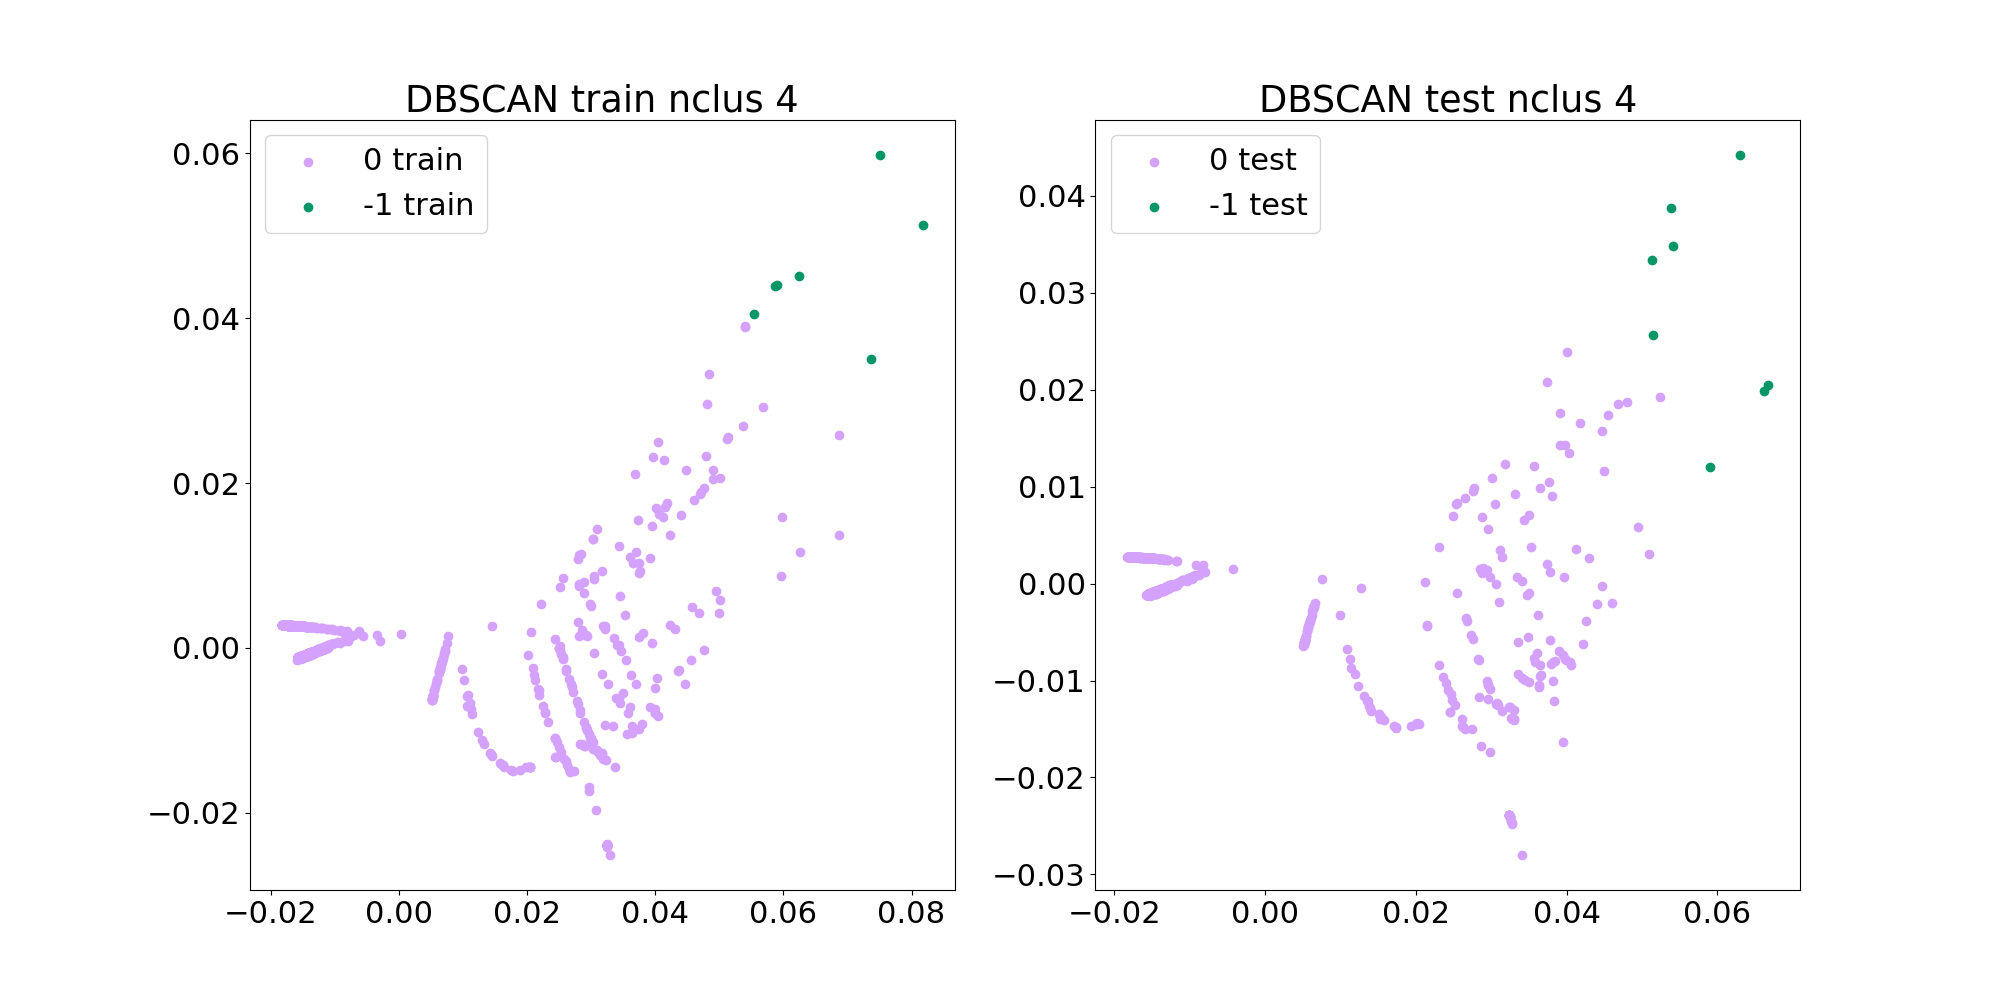 DBSCAN train nclus 4
0 train
-1 train
0.06
0.04
0.02
0.00
−0.02
−0.02 0.00 0.02 0.04 0.06 0.08
DBSCAN test nclus 4
0 test
-1 test
0.04
0.03
0.02
0.01
0.00
−0.01
−0.02
−0.03
−0.02 0.00 0.02 0.04 0.06